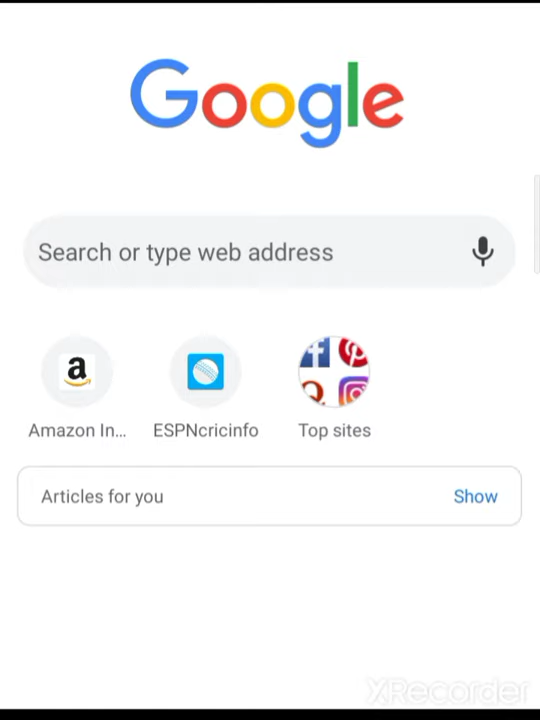 Google
Search or type web address
a
Amazon In...
ESPNcricinfo
Top sites
Articles for you
Show
XRecorder